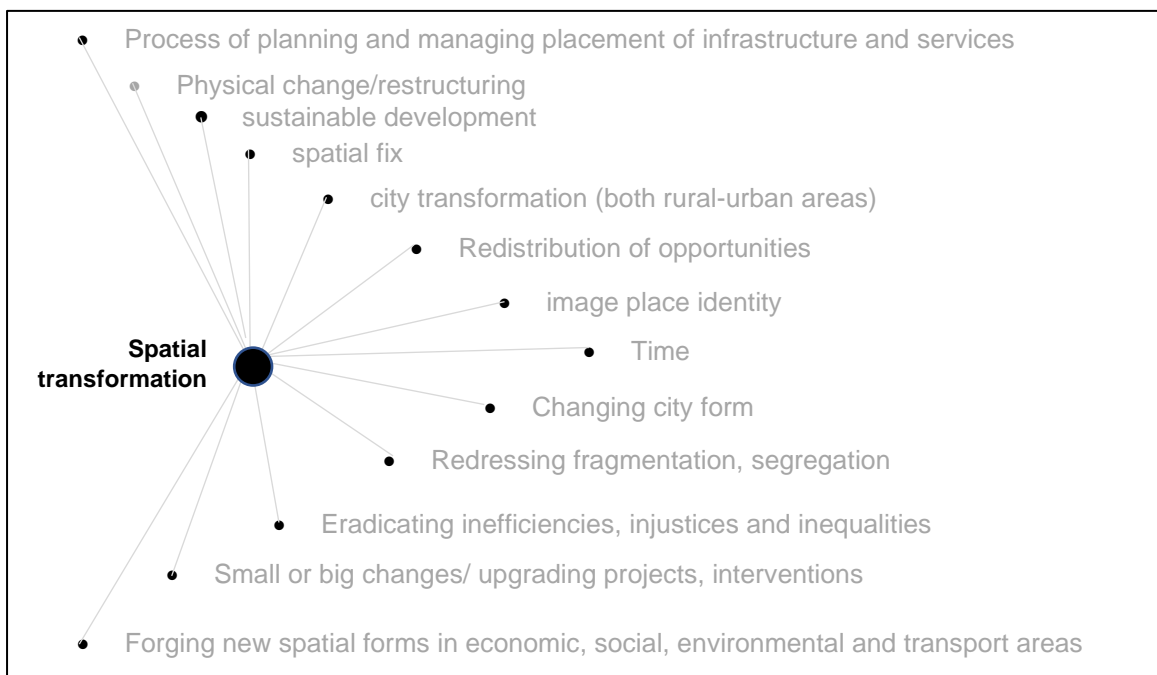 Process of planning and managing placement of infrastructure and services
Physical change/restructuring
sustainable development
spatial fix
city transformation (both rural-urban areas)
Redistribution of opportunities
image place identity
Time
Spatial
transformation
Changing city form
Redressing fragmentation, segregation
Eradicating inefficiencies, injustices and inequalities
Small or big changes/ upgrading projects, interventions
Forging new spatial forms in economic, social, environmental and transport areas